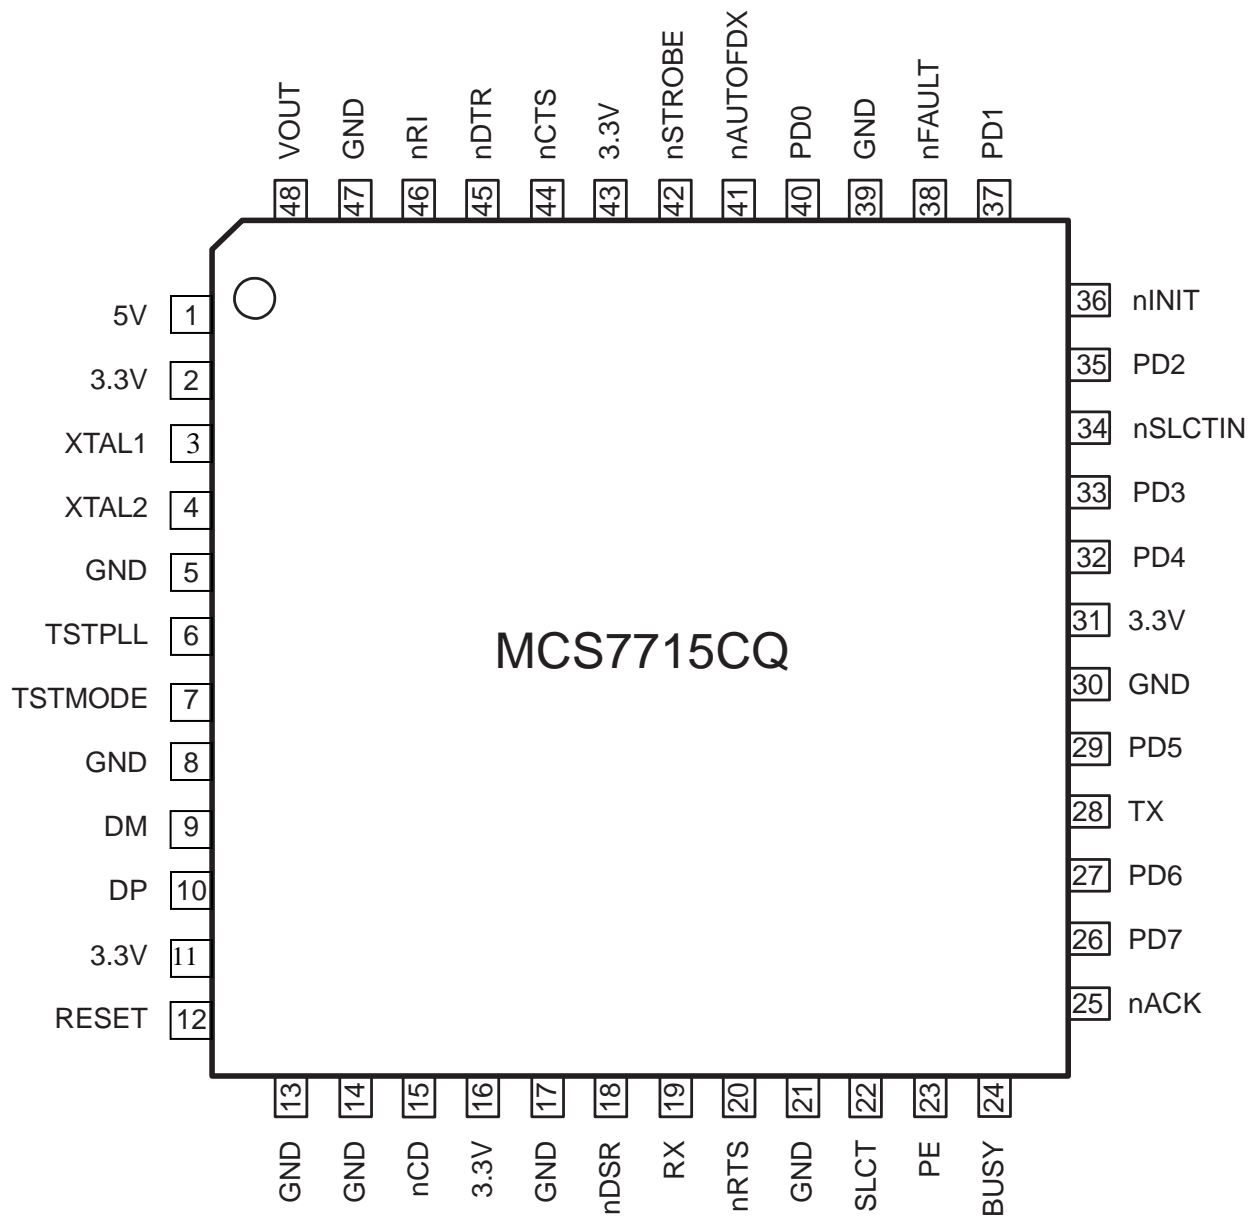 VOUT
GND
nRI
nDTR
nCTS
3.3V
nSTROBE
nAUTOFDX
PD0
GND
nFAULT
PD1
48
47
46
45
44
43
42
41
40
39
38
37
5V 1
3.3V 2
XTAL1 3
XTAL2 4
GND 5
TSTPLL 6
TSTMODE 7
GND 8
DM 9
DP 10
3.3V 11
RESET 12
MCS7715CQ
36 nINIT
35 PD2
34 nSLCTIN
33 PD3
32 PD4
31 3.3V
30 GND
29 PD5
28 TX
27 PD6
26 PD7
25 nACK
13
14
15
16
17
18
19
20
21
22
23
24
GND
GND
nCD
3.3V
GND
nDSR
RX
nRTS
GND
SLCT
PE
BUSY